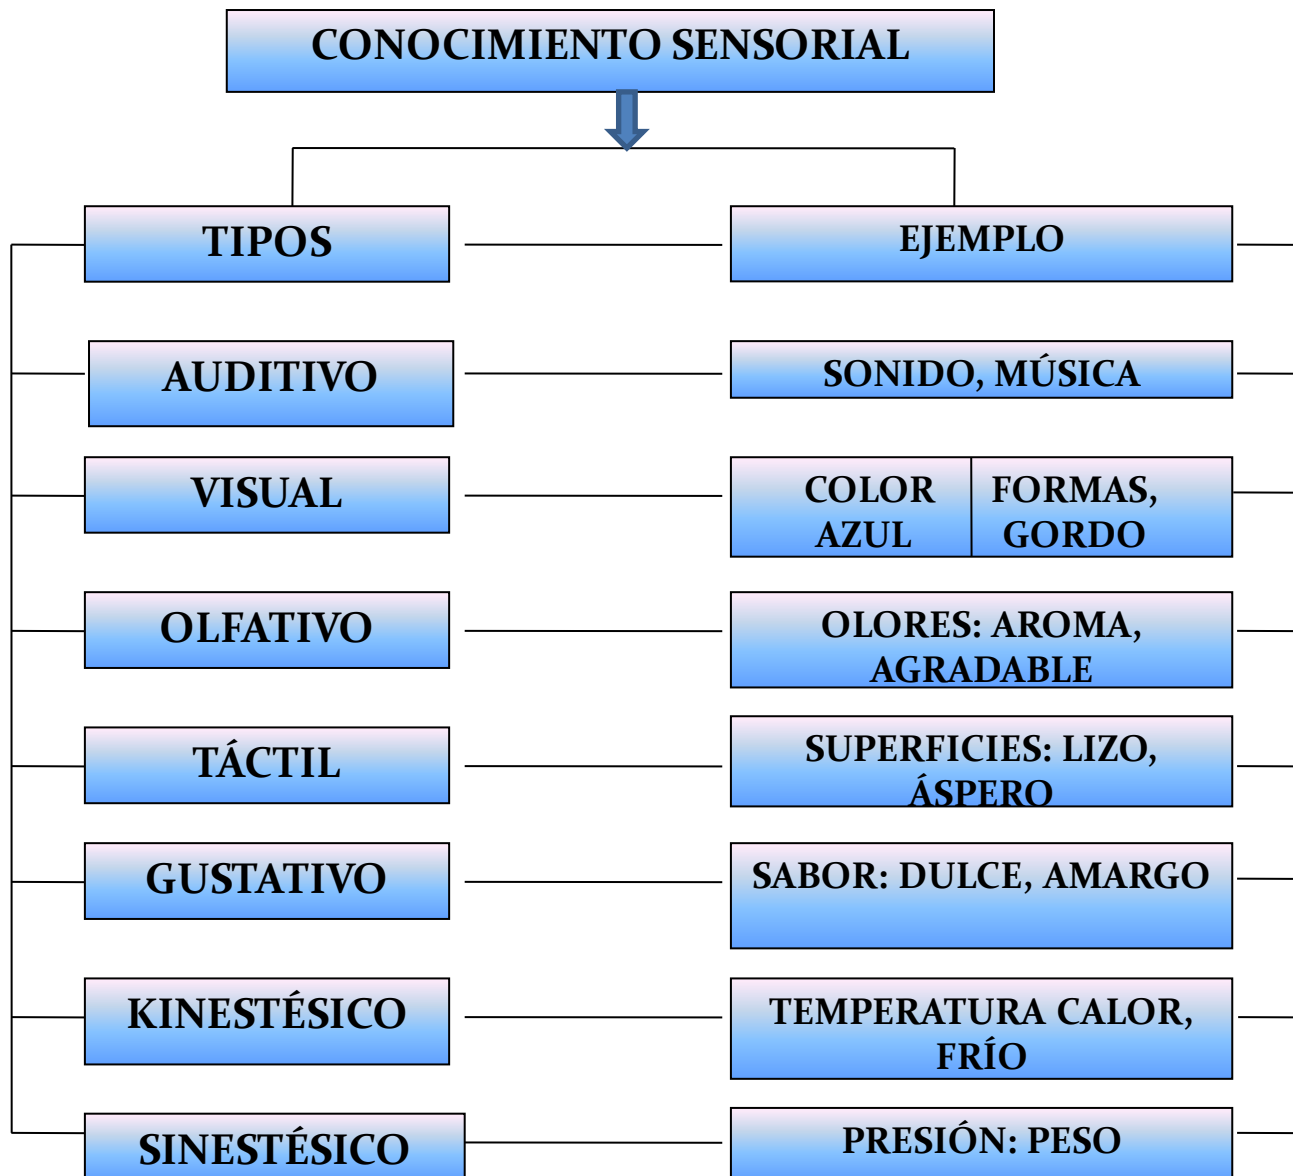 CONOCIMIENTO SENSORIAL
TIPOS
EJEMPLO
AUDITIVO
SONIDO, MÚSICA
VISUAL
COLOR
AZUL
FORMAS,
GORDO
OLFATIVO
OLORES: AROMA,
AGRADABLE
TÁCTIL
SUPERFICIES: LIZO,
ÁSPERO
GUSTATIVO
SABOR: DULCE, AMARGO
KINESTÉSICO
TEMPERATURA CALOR,
FRÍO
SINESTÉSICO
PRESIÓN: PESO